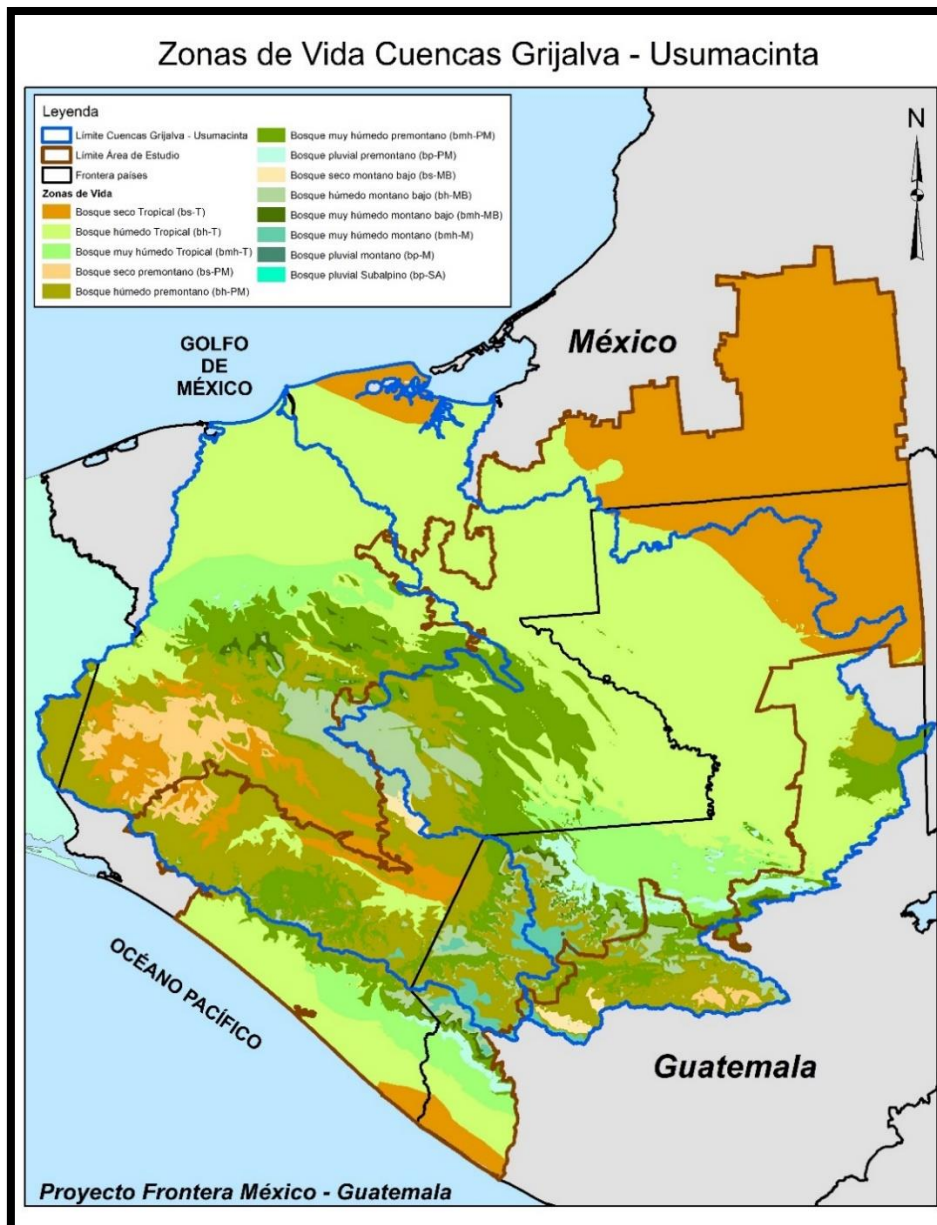 Zonas de Vida Cuencas Grijalva - Usumacinta
Leyenda
Límite Cuencas Grijalva - Usumacinta
Límite Área de Estudio
Frontera países
Zonas de Vida
Bosque seco Tropical (bs-T)
Bosque húmedo Tropical (bh-T)
Bosque muy húmedo Tropical (bmh-T)
Bosque seco premontano (bs-PM)
Bosque húmedo premontano (bh-PM)
Bosque muy húmedo premontano (bmh-PM)
Bosque pluvial premontano (bp-PM)
Bosque seco montano bajo (bs-MB)
Bosque húmedo montano bajo (bh-MB)
Bosque muy húmedo montano bajo (bmh-MB)
Bosque muy húmedo montano (bmh-M)
Bosque pluvial montano (bp-M)
Bosque pluvial Subalpino (bp-SA)
N
GOLFO
DE
MÉXICO
México
OCÉANO PACÍFICO
Guatemala
Proyecto Frontera México - Guatemala